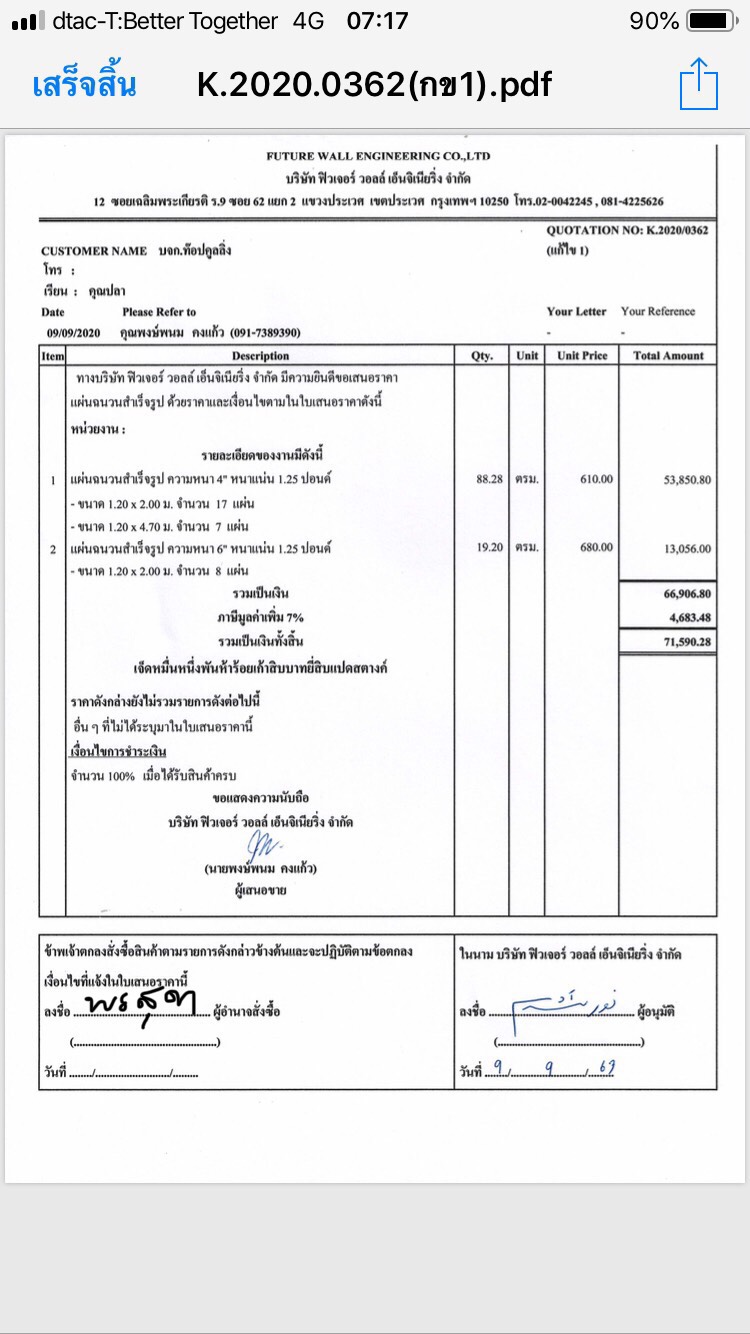 dtac-T:Better Together 4G 07:17 90%
เสร็จสิ้น K.2020.0362(กข1).pdf
FUTURE WALL ENGINEERING CO.,LTD
บริษัท ฟิวเจอร์ วอลล์ เอ็นจิเนียริ่ง จำกัด
12 ซอยเฉลิมพระเกียรติ ร.9 ซอย 62 แยก 2 แขวงประเวศ เขตประเวศ กรุงเทพฯ 10250 โทร.02-0042245 , 081-4225626
QUOTATION NO: K.2020/0362
CUSTOMER NAME บจก.ท๊อปคูลลิ่ง (แก้ไข 1)
โทร :
เรียน : คุณปลา
Date Please Refer to Your Letter Your Reference
09/09/2020 คุณพงษ์พนม คงแก้ว (091-7389390) - -
Item Description Qty. Unit Unit Price Total Amount
ทางบริษัท ฟิวเจอร์ วอลล์ เอ็นจิเนียริ่ง จำกัด มีความยินดีขอเสนอราคา
แผ่นฉนวนสำเร็จรูป ด้วยราคาและเงื่อนไขตามในใบเสนอราคาดังนี้
หน่วยงาน :
รายละเอียดของงานมีดังนี้
1 แผ่นฉนวนสำเร็จรูป ความหนา 4" หนาแน่น 1.25 ปอนด์ 88.28 ตรม. 610.00 53,850.80
- ขนาด 1.20 x 2.00 ม. จำนวน 17 แผ่น
- ขนาด 1.20 x 4.70 ม. จำนวน 7 แผ่น
2 แผ่นฉนวนสำเร็จรูป ความหนา 6" หนาแน่น 1.25 ปอนด์ 19.20 ตรม. 680.00 13,056.00
- ขนาด 1.20 x 2.00 ม. จำนวน 8 แผ่น
รวมเป็นเงิน 66,906.80
ภาษีมูลค่าเพิ่ม 7% 4,683.48
รวมเป็นเงินทั้งสิ้น 71,590.28
เจ็ดหมื่นหนึ่งพันห้าร้อยเก้าสิบบาทยี่สิบแปดสตางค์
ราคาดังกล่าวยังไม่รวมรายการดังต่อไปนี้
อื่น ๆ ที่ไม่ได้ระบุมาในใบเสนอราคานี้
เงื่อนไขการชำระเงิน
จำนวน 100% เมื่อได้รับสินค้าครบ
ขอแสดงความนับถือ
บริษัท ฟิวเจอร์ วอลล์ เอ็นจิเนียริ่ง จำกัด
(นายพงษ์พนม คงแก้ว)
ผู้เสนอขาย
ข้าพเจ้าตกลงสั่งซื้อสินค้าตามรายการดังกล่าวข้างต้นและจะปฏิบัติตามข้อตกลง
เงื่อนไขที่แจ้งในใบเสนอราคานี้
ลงชื่อ พรสุดา ผู้อำนาจสั่งซื้อ
(..................................................)
วันที่ ......../........................../.........
ในนาม บริษัท ฟิวเจอร์ วอลล์ เอ็นจิเนียริ่ง จำกัด
ลงชื่อ ผู้อนุมัติ
(..................................................)
วันที่ 9 / 9 / 63